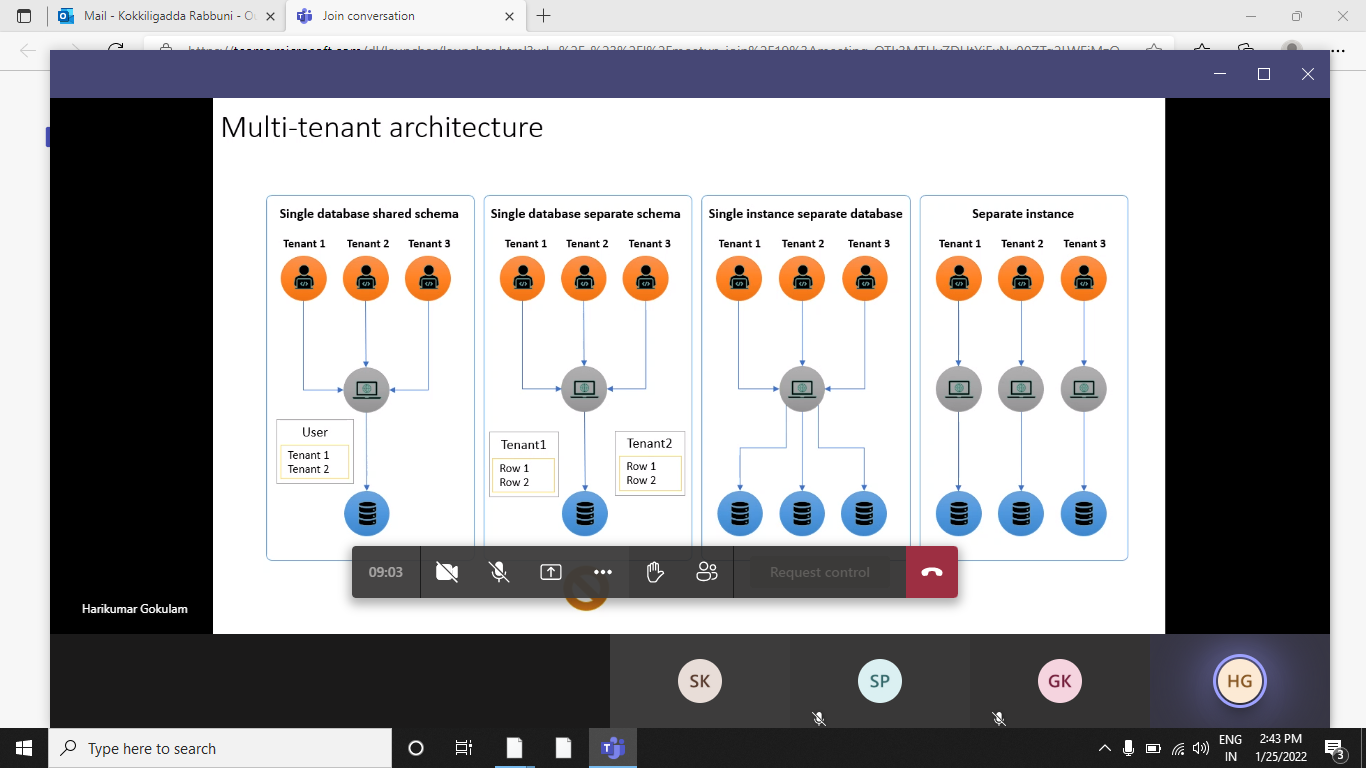 Mail - Kokkiligadda Rabbuni - O
Join conversation
Multi-tenant architecture
Single database shared schema
Tenant 1 Tenant 2 Tenant 3
User
Tenant 1
Tenant 2
Single database separate schema
Tenant 1 Tenant 2 Tenant 3
Tenant1
Row 1
Row 2
Tenant2
Row 1
Row 2
Single instance separate database
Tenant 1 Tenant 2 Tenant 3
Separate instance
Tenant 1 Tenant 2 Tenant 3
09:03
Request control
Harikumar Gokulam
SK
SP
GK
HG
Type here to search
ENG
IN
2:43 PM
1/25/2022
3